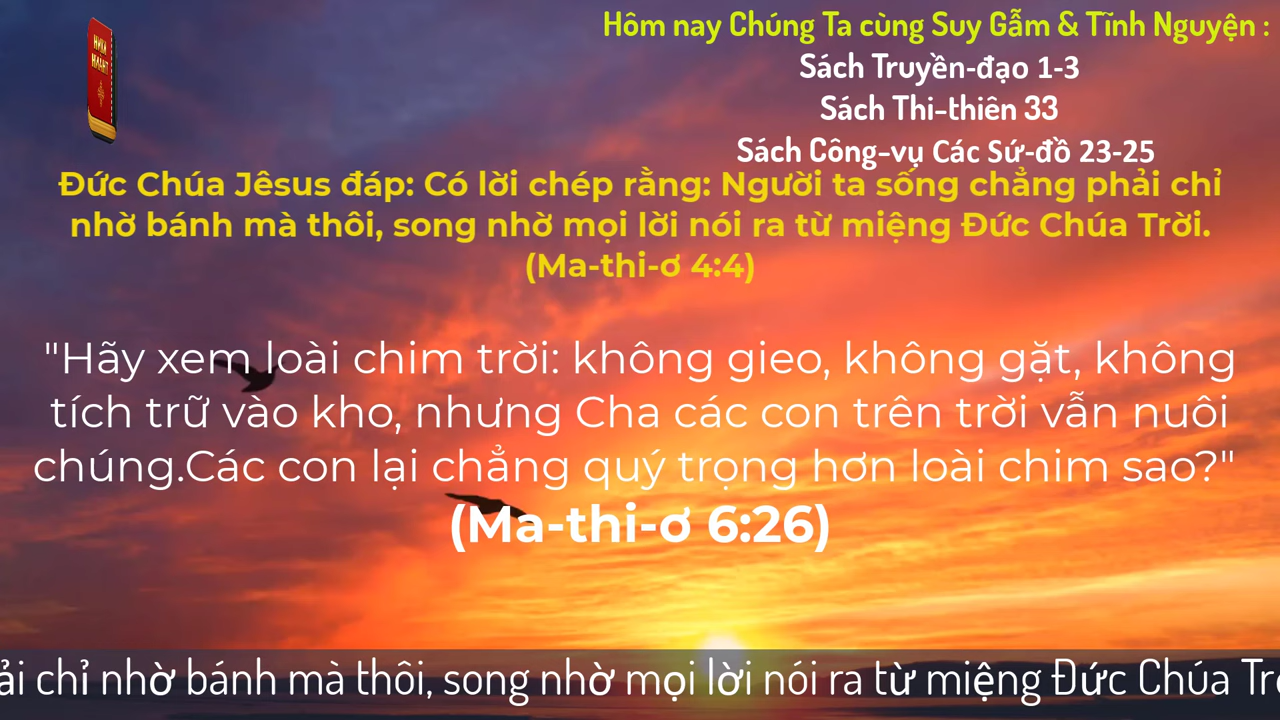 Hôm nay Chúng Ta cùng Suy Gẫm & Tĩnh Nguyện :
Sách Truyền-đạo 1-3
Sách Thi-thiên 33
Sách Công-vụ Các Sứ-đồ 23-25
Đức Chúa Jêsus đáp: Có lời chép rằng: Người ta sống chẳng phải chỉ
nhờ bánh mà thôi, song nhờ mọi lời nói ra từ miệng Đức Chúa Trời.
(Ma-thi-ơ 4:4)
"Hãy xem loài chim trời: không gieo, không gặt, không
tích trữ vào kho, nhưng Cha các con trên trời vẫn nuôi
chúng.Các con lại chẳng quý trọng hơn loài chim sao?"
(Ma-thi-ơ 6:26)
chỉ nhờ bánh mà thôi, song nhờ mọi lời nói ra từ miệng Đức Chúa